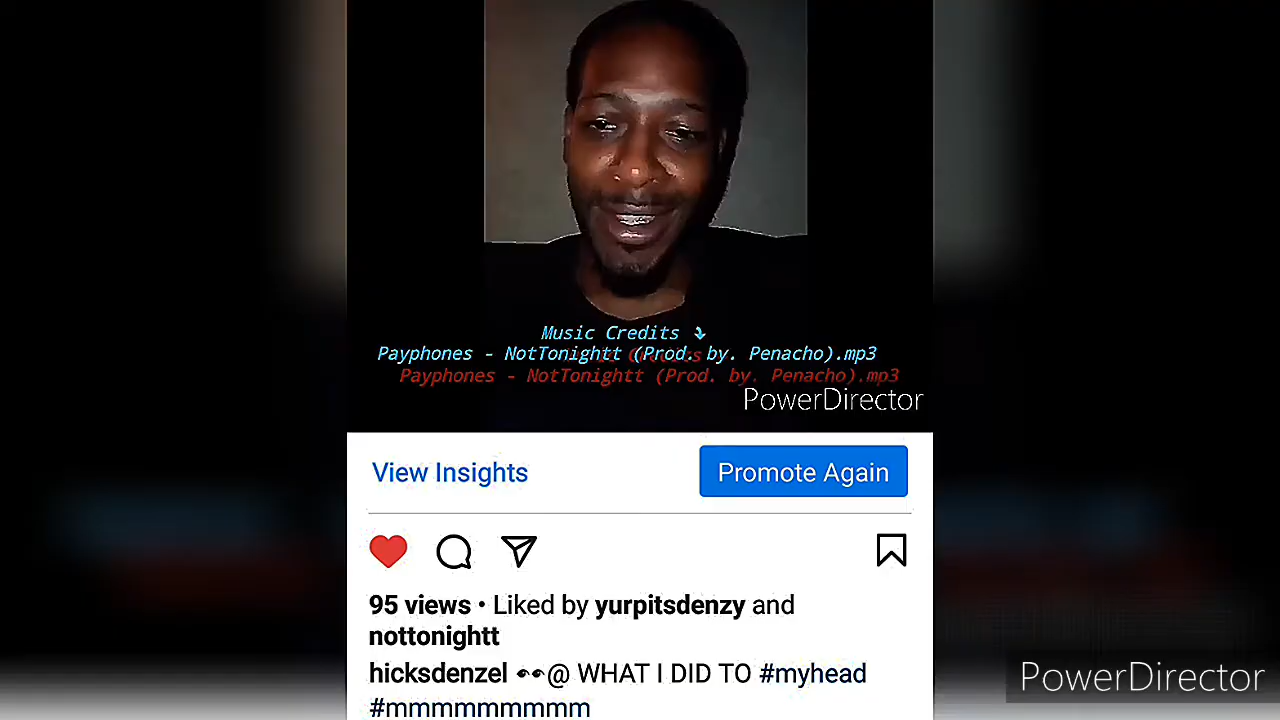 Music Credits ⤵
Payphones - NotTonightt (Prod. by. Penacho).mp3
Payphones - NotTonightt (Prod. by. Penacho).mp3
PowerDirector
View Insights
Promote Again
95 views • Liked by yurpitsdenzy and
nottonightt
hicksdenzel 👀@ WHAT I DID TO #myhead
#mmmmmmmmm
PowerDirector